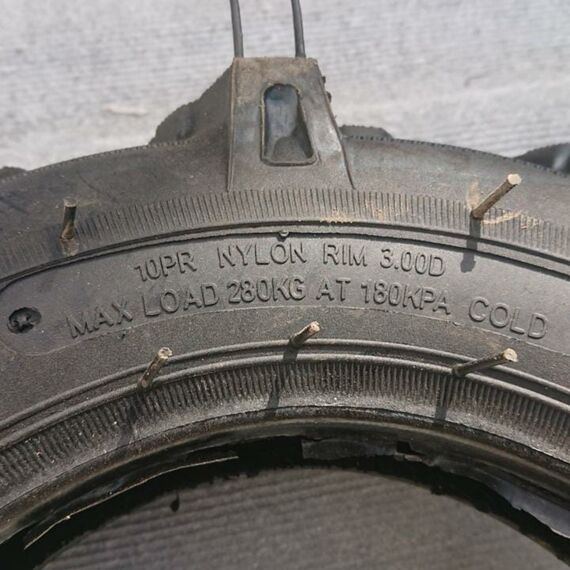 10PR NYLON RIM 3.00D
MAX LOAD 280KG AT 180KPA COLD